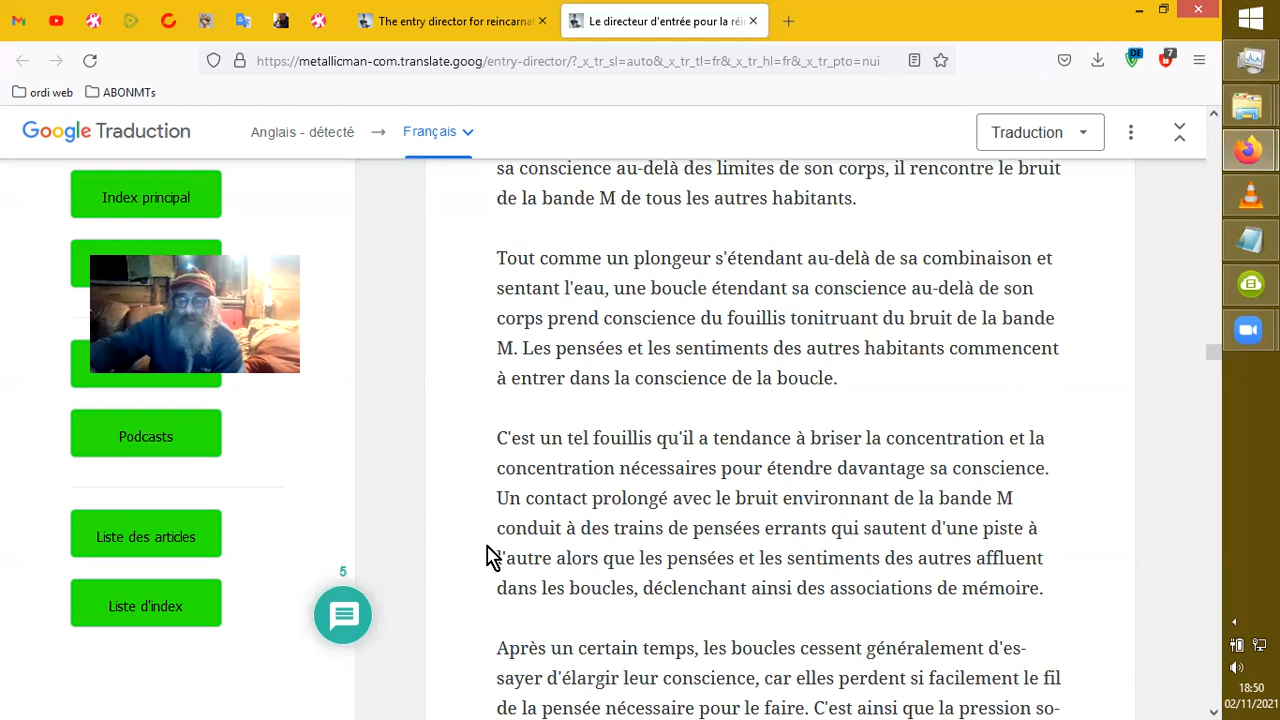 The entry director for reincarnat
Le directeur d'entrée pour la réin
https://metallicman-com.translate.goog/entry-director/?_x_tr_sl=auto&_x_tr_tl=fr&_x_tr_hl=fr&_x_tr_pto=nui
DE
7
ordi web
ABONMTs
Google Traduction
Anglais - détecté
Français
Traduction
Index principal
Podcasts
Liste des articles
Liste d'index
5
sa conscience au-delà des limites de son corps, il rencontre le bruit
de la bande M de tous les autres habitants.
Tout comme un plongeur s'étendant au-delà de sa combinaison et
sentant l'eau, une boucle étendant sa conscience au-delà de son
corps prend conscience du fouillis tonitruant du bruit de la bande
M. Les pensées et les sentiments des autres habitants commencent
à entrer dans la conscience de la boucle.
C'est un tel fouillis qu'il a tendance à briser la concentration et la
concentration nécessaires pour étendre davantage sa conscience.
Un contact prolongé avec le bruit environnant de la bande M
conduit à des trains de pensées errants qui sautent d'une piste à
l'autre alors que les pensées et les sentiments des autres affluent
dans les boucles, déclenchant ainsi des associations de mémoire.
Après un certain temps, les boucles cessent généralement d'es-
sayer d'élargir leur conscience, car elles perdent si facilement le fil
de la pensée nécessaire pour le faire. C'est ainsi que la pression so-
18:50
02/11/2021